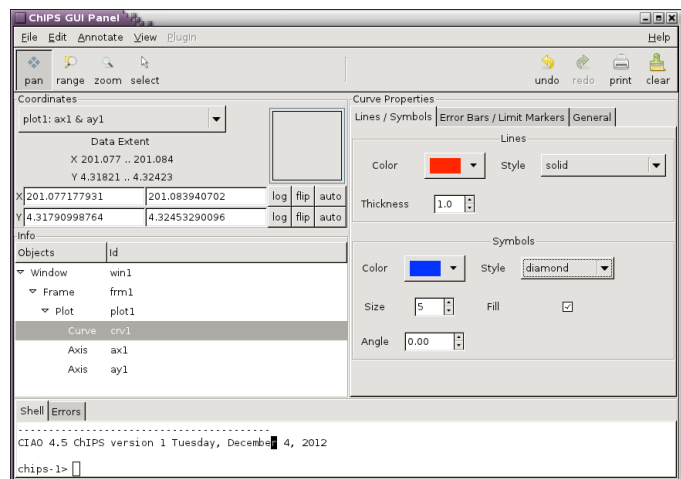 ChIPS GUI Panel
File Edit Annotate View Plugin Help
pan range zoom select undo redo print clear
Coordinates
plot1: ax1 & ay1
Data Extent
X 201.077 .. 201.084
Y 4.31821 .. 4.32423
X 201.077177931 201.083940702 log flip auto
Y 4.31790998764 4.32453290096 log flip auto
Info
Objects Id
Window win1
Frame frm1
Plot plot1
Curve crv1
Axis ax1
Axis ay1
Curve Properties
Lines / Symbols Error Bars / Limit Markers General
Lines
Color Style solid
Thickness 1.0
Symbols
Color Style diamond
Size 5 Fill
Angle 0.00
Shell Errors
-----------------------------------------
CIAO 4.5 ChIPS version 1 Tuesday, December 4, 2012
chips-1>